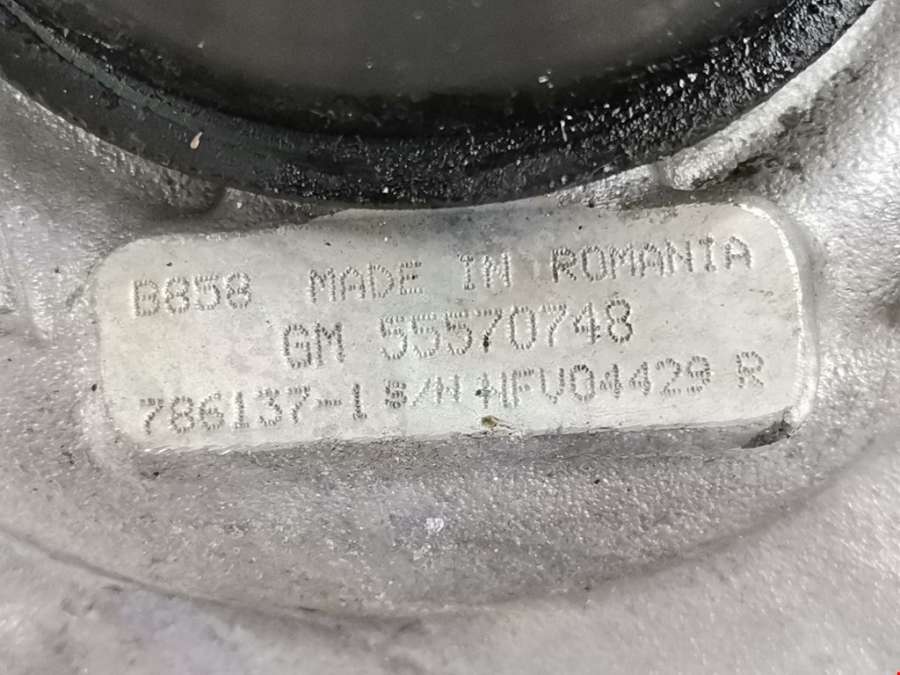 B858 MADE IN ROMANIA
GM 55570748
786137-1 S/N HFV04429 R